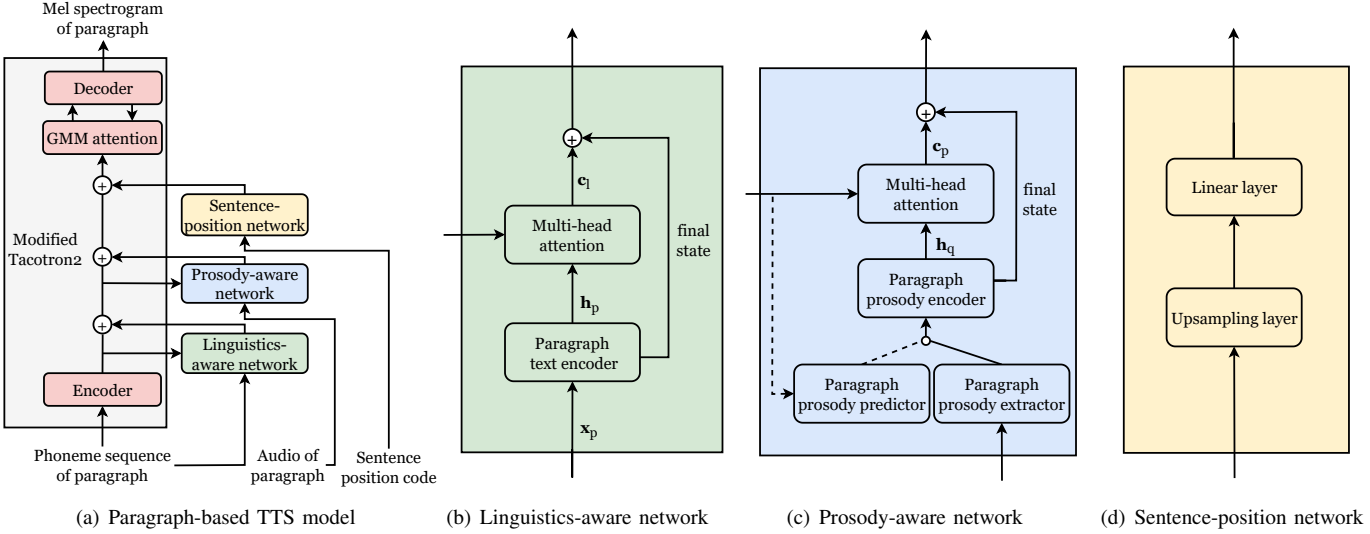 Mel spectrogram
of paragraph
Decoder
GMM attention
Modified
Tacotron2
Sentence-
position network
Prosody-aware
network
Linguistics-
aware network
Encoder
Phoneme sequence
of paragraph
Audio of
paragraph
Sentence
position code
(a) Paragraph-based TTS model
+
+
+
+
c_l
Multi-head
attention
final
state
h_p
Paragraph
text encoder
x_p
(b) Linguistics-aware network
+
c_p
Multi-head
attention
final
state
h_q
Paragraph
prosody encoder
Paragraph
prosody predictor
Paragraph
prosody extractor
(c) Prosody-aware network
Linear layer
Upsampling layer
(d) Sentence-position network